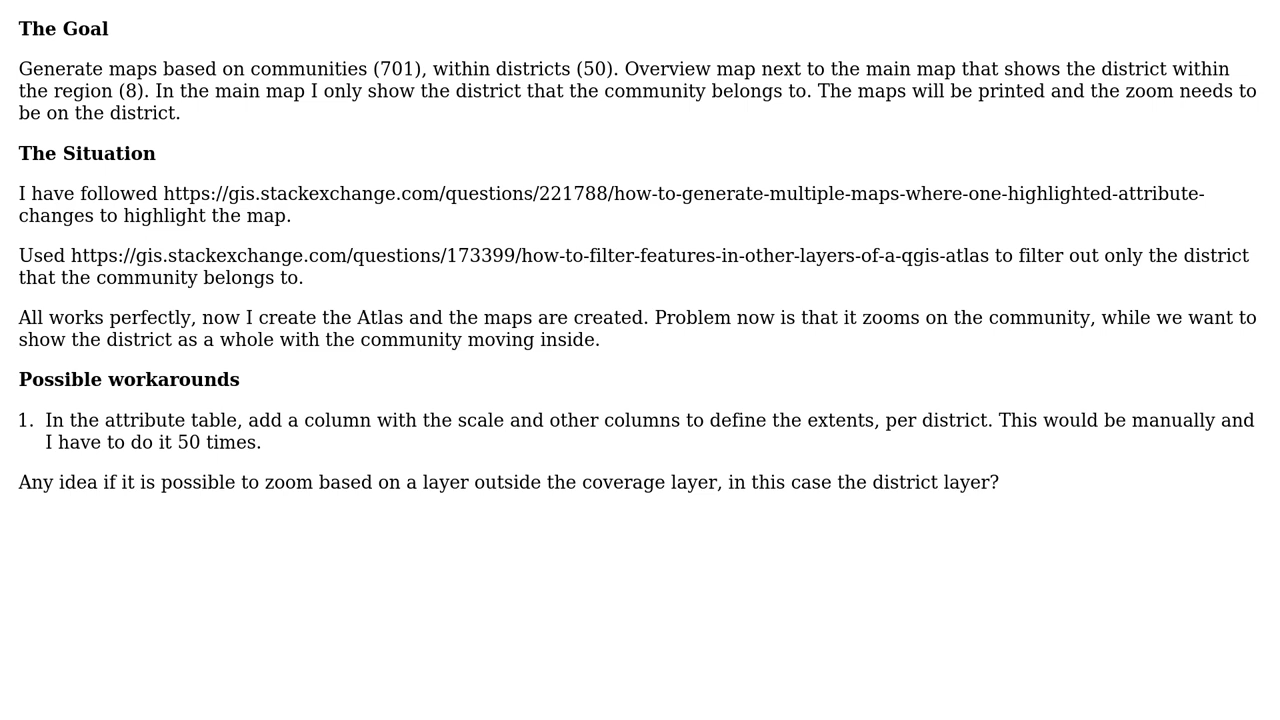 The Goal
Generate maps based on communities (701), within districts (50). Overview map next to the main map that shows the district within
the region (8). In the main map I only show the district that the community belongs to. The maps will be printed and the zoom needs to
be on the district.
The Situation
I have followed https://gis.stackexchange.com/questions/221788/how-to-generate-multiple-maps-where-one-highlighted-attribute-
changes to highlight the map.
Used https://gis.stackexchange.com/questions/173399/how-to-filter-features-in-other-layers-of-a-qgis-atlas to filter out only the district
that the community belongs to.
All works perfectly, now I create the Atlas and the maps are created. Problem now is that it zooms on the community, while we want to
show the district as a whole with the community moving inside.
Possible workarounds
1. In the attribute table, add a column with the scale and other columns to define the extents, per district. This would be manually and
I have to do it 50 times.
Any idea if it is possible to zoom based on a layer outside the coverage layer, in this case the district layer?